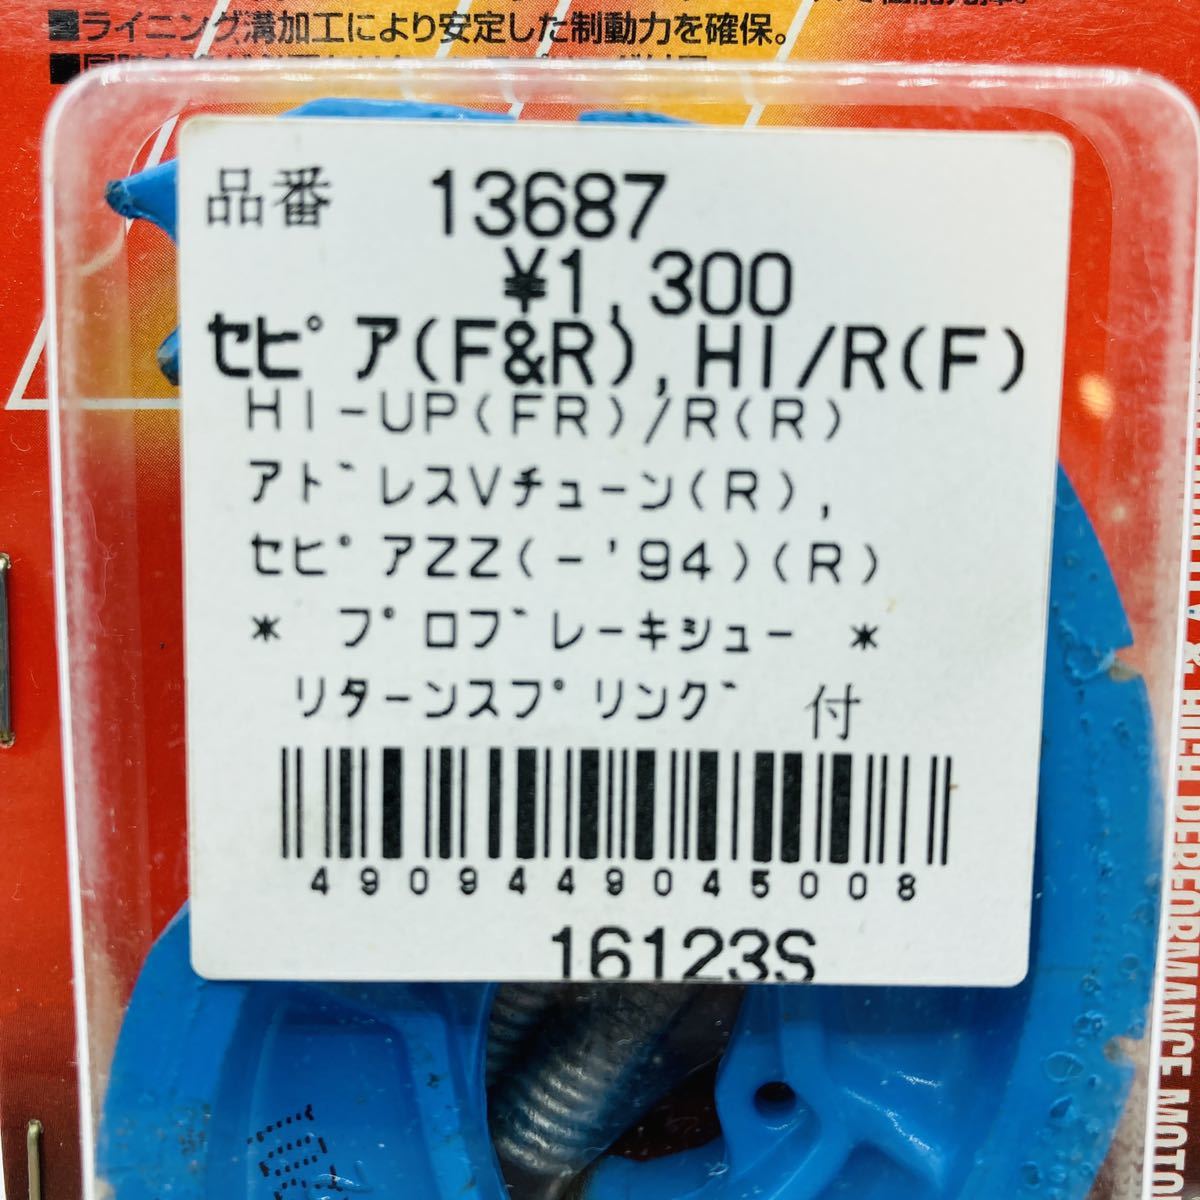 ■ライニング溝加工により安定した制動力を確保。
品番 13687
¥1,300
セピア(F&R),HI/R(F)
HI-UP(FR)/R(R)
アドレスVチューン(R),
セピアZZ(-'94)(R)
* プロブレーキシュー *
リターンスプリング 付
4909449045008
16123S
HIGH PERFORMANCE MOTO